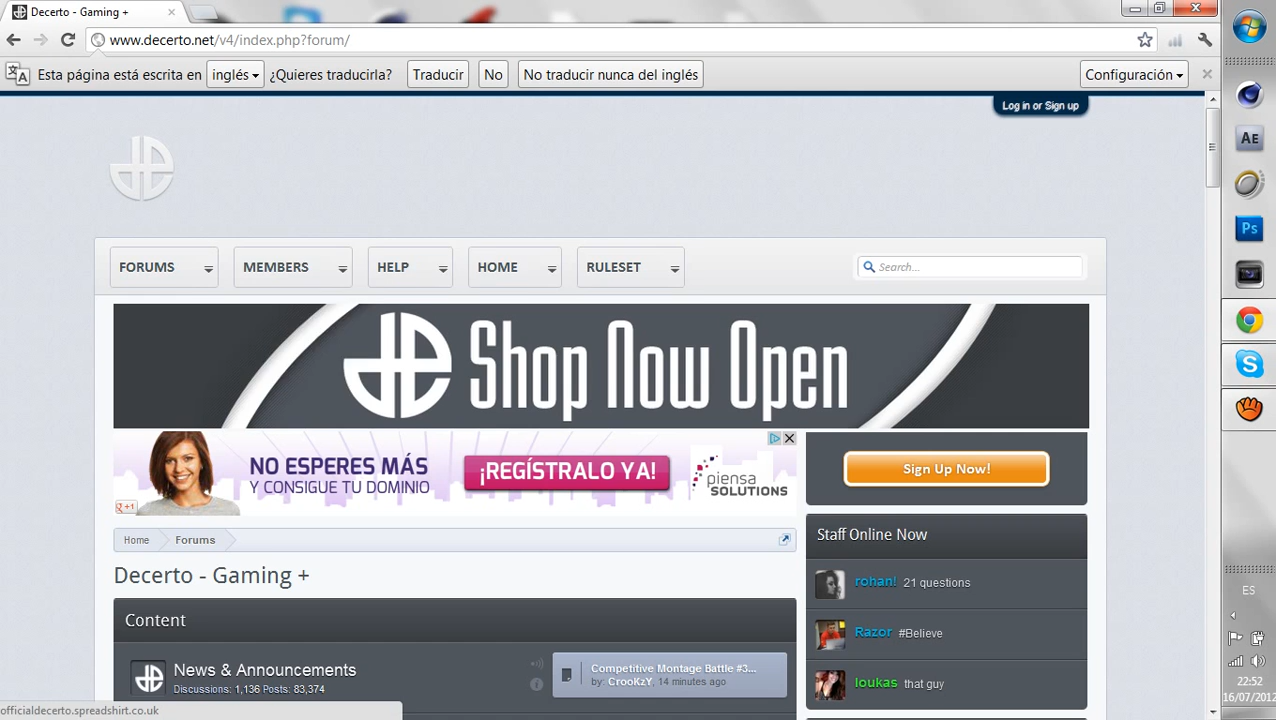 Decerto - Gaming +
www.decerto.net/v4/index.php?forum/
Esta página está escrita en inglés ¿Quieres traducirla? Traducir No No traducir nunca del inglés Configuración
Log in or Sign up
FORUMS MEMBERS HELP HOME RULESET Search...
Shop Now Open
NO ESPERES MÁS
Y CONSIGUE TU DOMINIO
¡REGÍSTRALO YA!
piensa
SOLUTIONS
g+1
Sign Up Now!
Home Forums
Staff Online Now
Decerto - Gaming +
rohan! 21 questions
Content
Razor #Believe
News & Announcements
Discussions: 1,136 Posts: 83,374
Competitive Montage Battle #3...
by CrooKzY, 14 minutes ago
loukas that guy
officialdecerto.spreadshirt.co.uk
AE
Ps
ES
22:52
16/07/2012